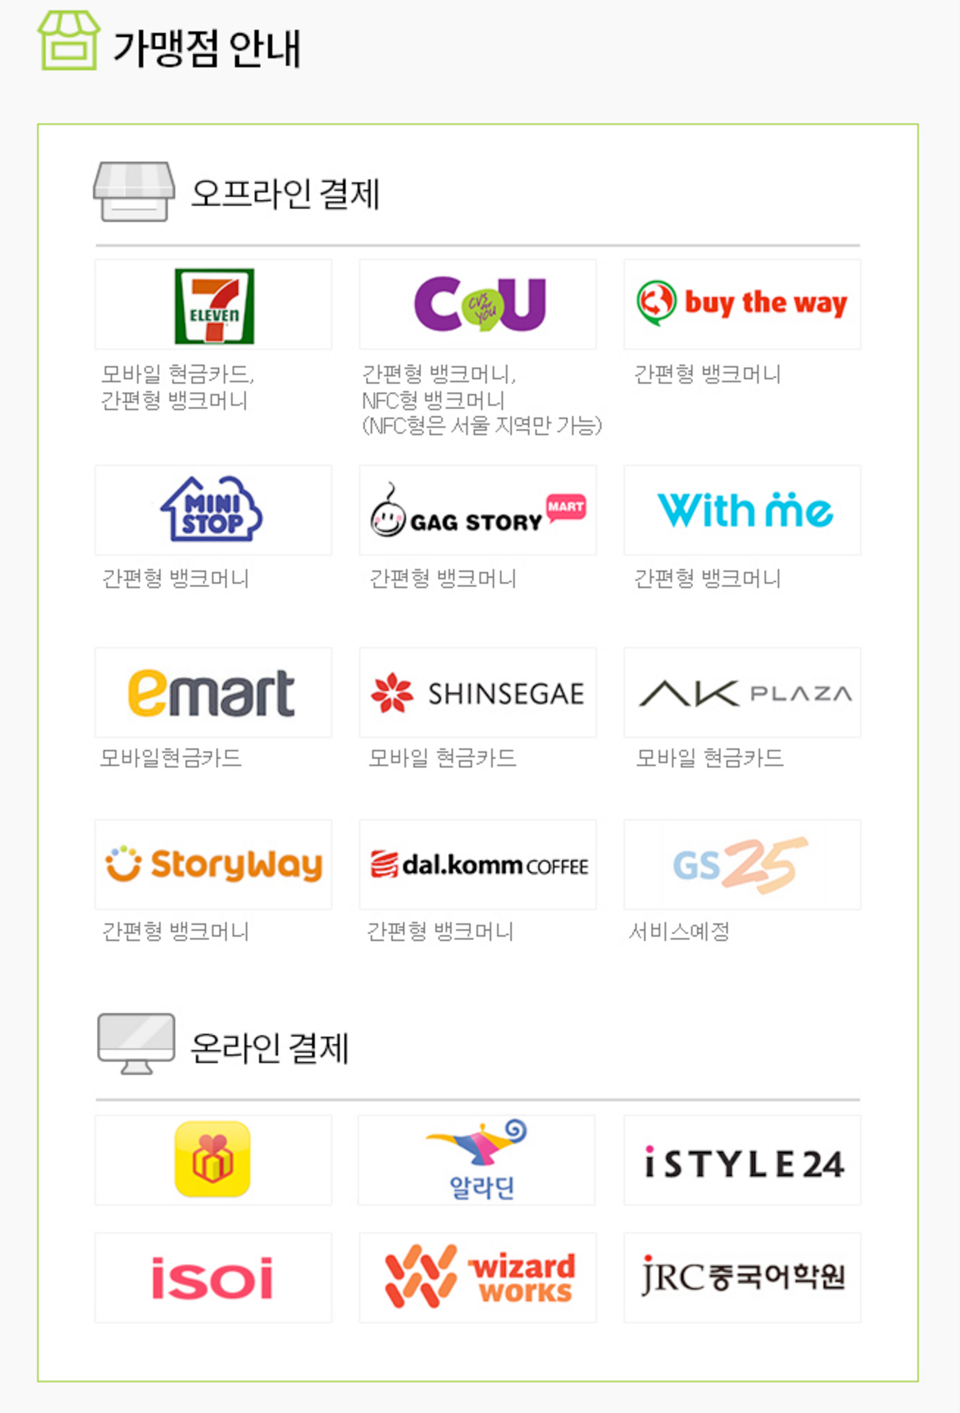 가맹점 안내
오프라인 결제
7 ELEVEn
CU CVS for YOU
buy the way
모바일 현금카드,
간편형 뱅크머니
간편형 뱅크머니,
NFC형 뱅크머니
(NFC형은 서울 지역만 가능)
간편형 뱅크머니
MINI
STOP
GAG STORY MART
With me
간편형 뱅크머니
간편형 뱅크머니
간편형 뱅크머니
emart
SHINSEGAE
AK PLAZA
모바일현금카드
모바일 현금카드
모바일 현금카드
StoryWay
dal.komm COFFEE
GS25
간편형 뱅크머니
간편형 뱅크머니
서비스예정
온라인 결제
알라딘
iSTYLE24
isoi
wizard
works
JRC중국어학원